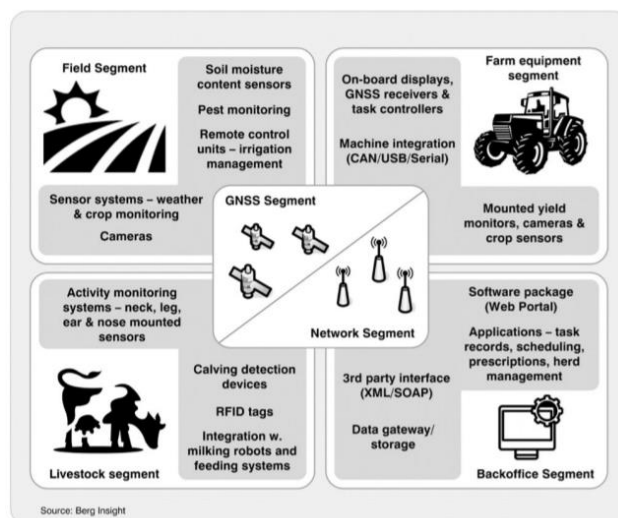 Field Segment
Soil moisture
content sensors
Pest monitoring
Remote control
units – irrigation
management
Sensor systems – weather
& crop monitoring
Cameras
On-board displays,
GNSS receivers &
task controllers
Machine integration
(CAN/USB/Serial)
Farm equipment
segment
Mounted yield
monitors, cameras &
crop sensors
GNSS Segment
Network Segment
Activity monitoring
systems – neck, leg,
ear & nose mounted
sensors
Calving detection
devices
RFID tags
Integration w.
milking robots and
feeding systems
Livestock segment
Software package
(Web Portal)
Applications – task
records, scheduling,
prescriptions, herd
management
3rd party interface
(XML/SOAP)
Data gateway/
storage
Backoffice Segment
Source: Berg Insight